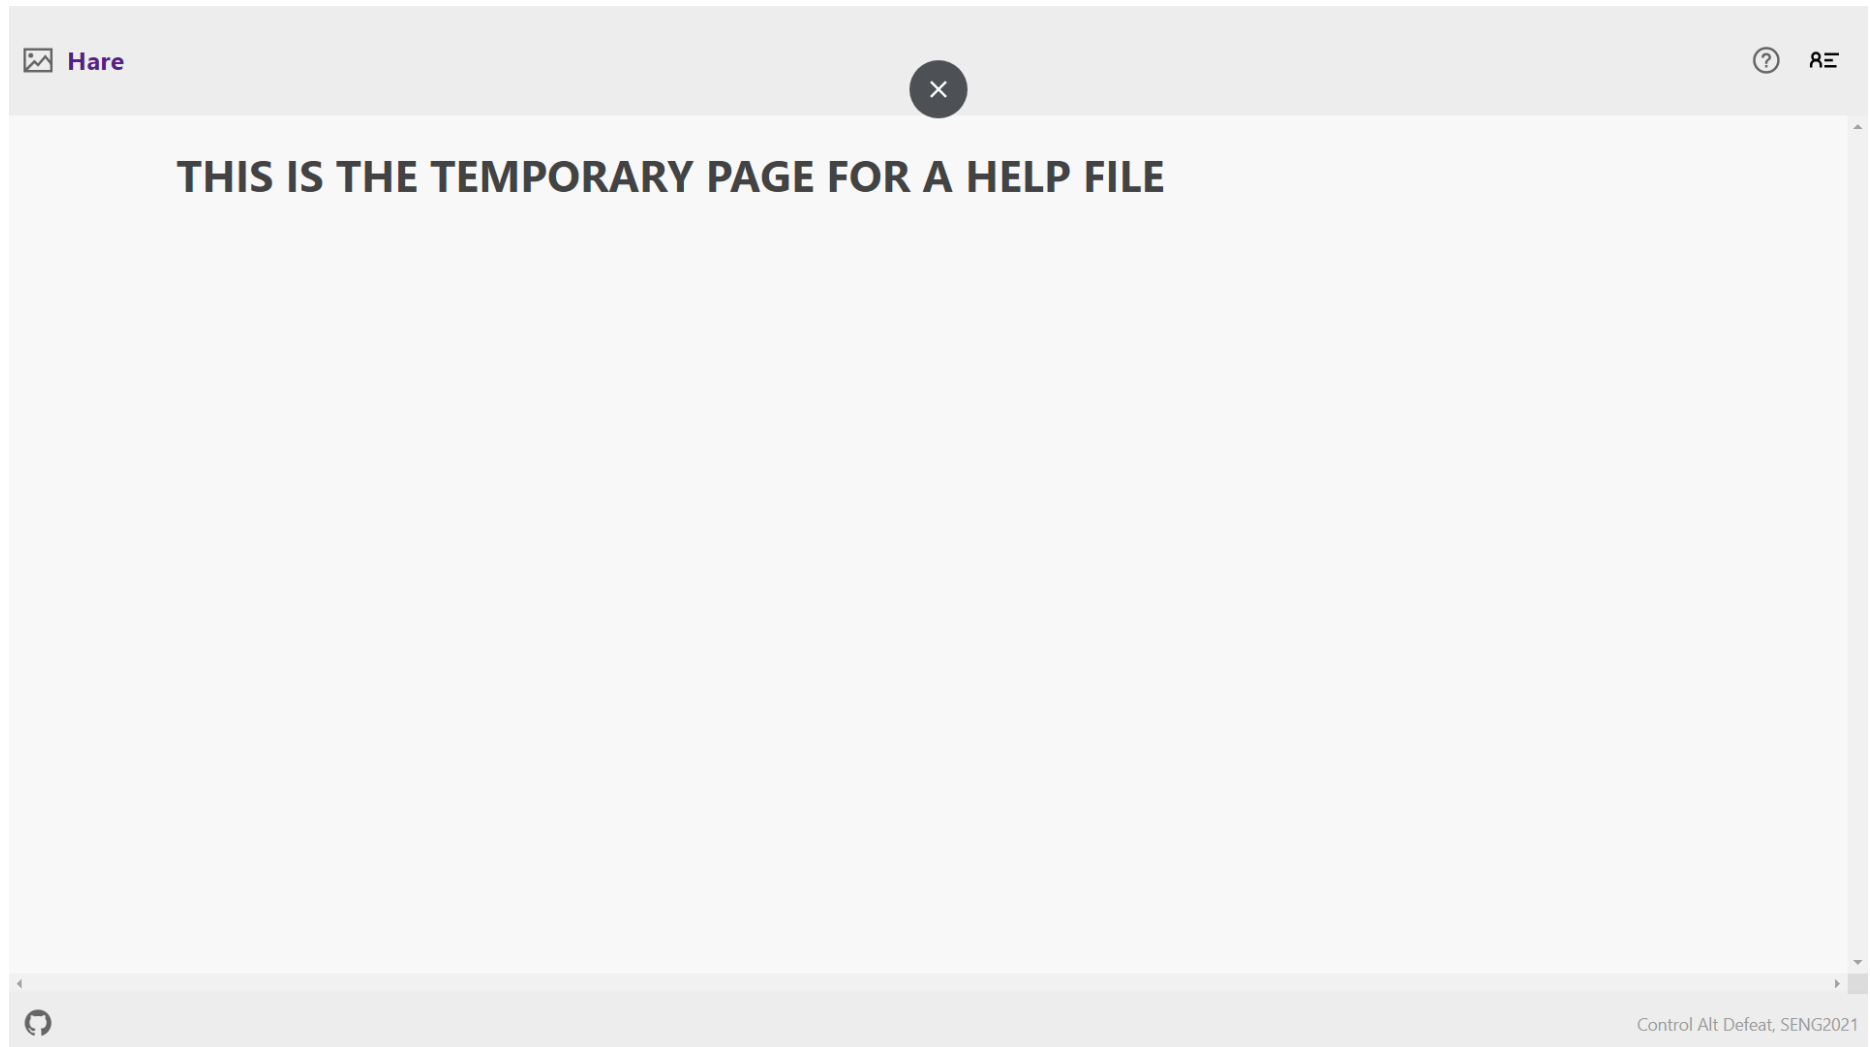 Hare
THIS IS THE TEMPORARY PAGE FOR A HELP FILE
Control Alt Defeat, SENG2021